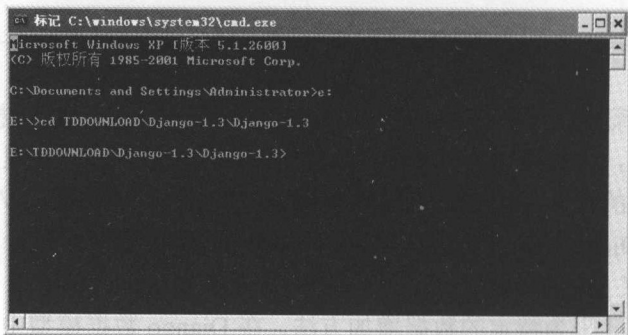 标记 C:\windows\system32\cmd.exe
Microsoft Windows XP [版本 5.1.2600]
(C) 版权所有 1985-2001 Microsoft Corp.
C:\Documents and Settings\Administrator>e:
E:\>cd TDDOWNLOAD\Django-1.3\Django-1.3
E:\TDDOWNLOAD\Django-1.3\Django-1.3>